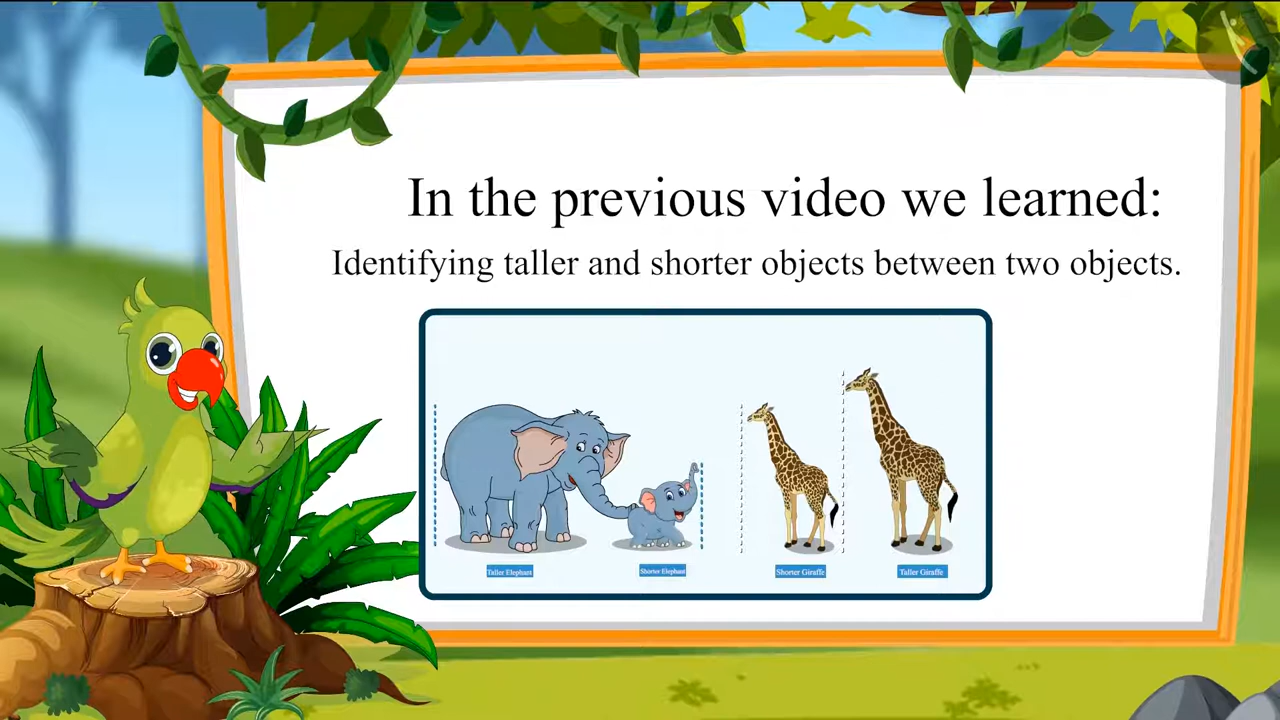 In the previous video we learned:
Identifying taller and shorter objects between two objects.
Taller Elephant
Shorter Elephant
Shorter Giraffe
Taller Giraffe